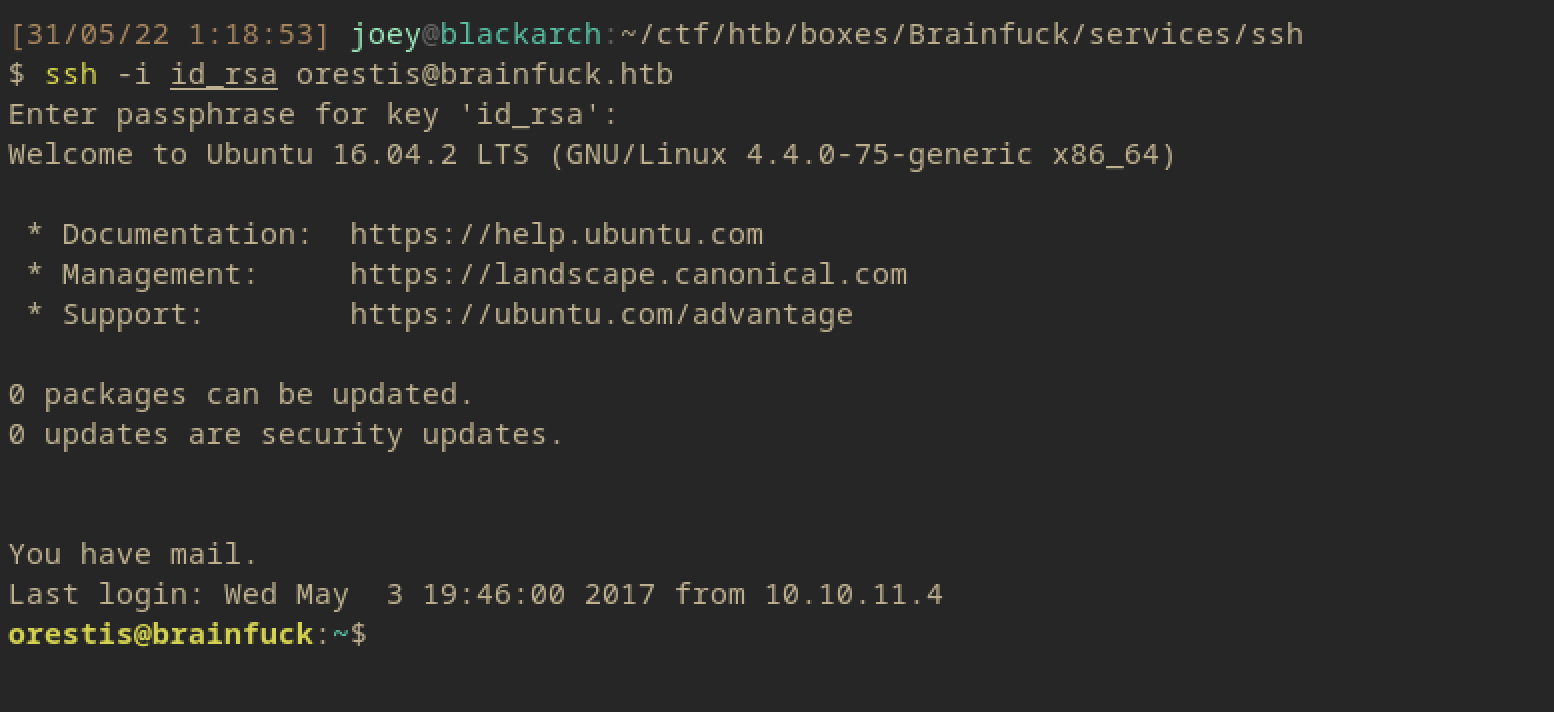 [31/05/22 1:18:53] joey@blackarch:~/ctf/htb/boxes/Brainfuck/services/ssh
$ ssh -i id_rsa orestis@brainfuck.htb
Enter passphrase for key 'id_rsa':
Welcome to Ubuntu 16.04.2 LTS (GNU/Linux 4.4.0-75-generic x86_64)
* Documentation:  https://help.ubuntu.com
* Management:     https://landscape.canonical.com
* Support:        https://ubuntu.com/advantage
0 packages can be updated.
0 updates are security updates.
You have mail.
Last login: Wed May  3 19:46:00 2017 from 10.10.11.4
orestis@brainfuck:~$